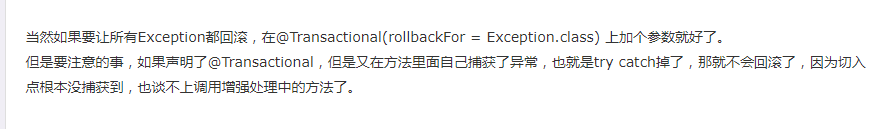 当然如果要让所有Exception都回滚，在@Transactional(rollbackFor = Exception.class) 上加个参数就好了。
但是要注意的事，如果声明了@Transactional，但是又在方法里面自己捕获了异常，也就是try catch掉了，那就不会回滚了，因为切入
点根本没捕获到，也谈不上调用增强处理中的方法了。